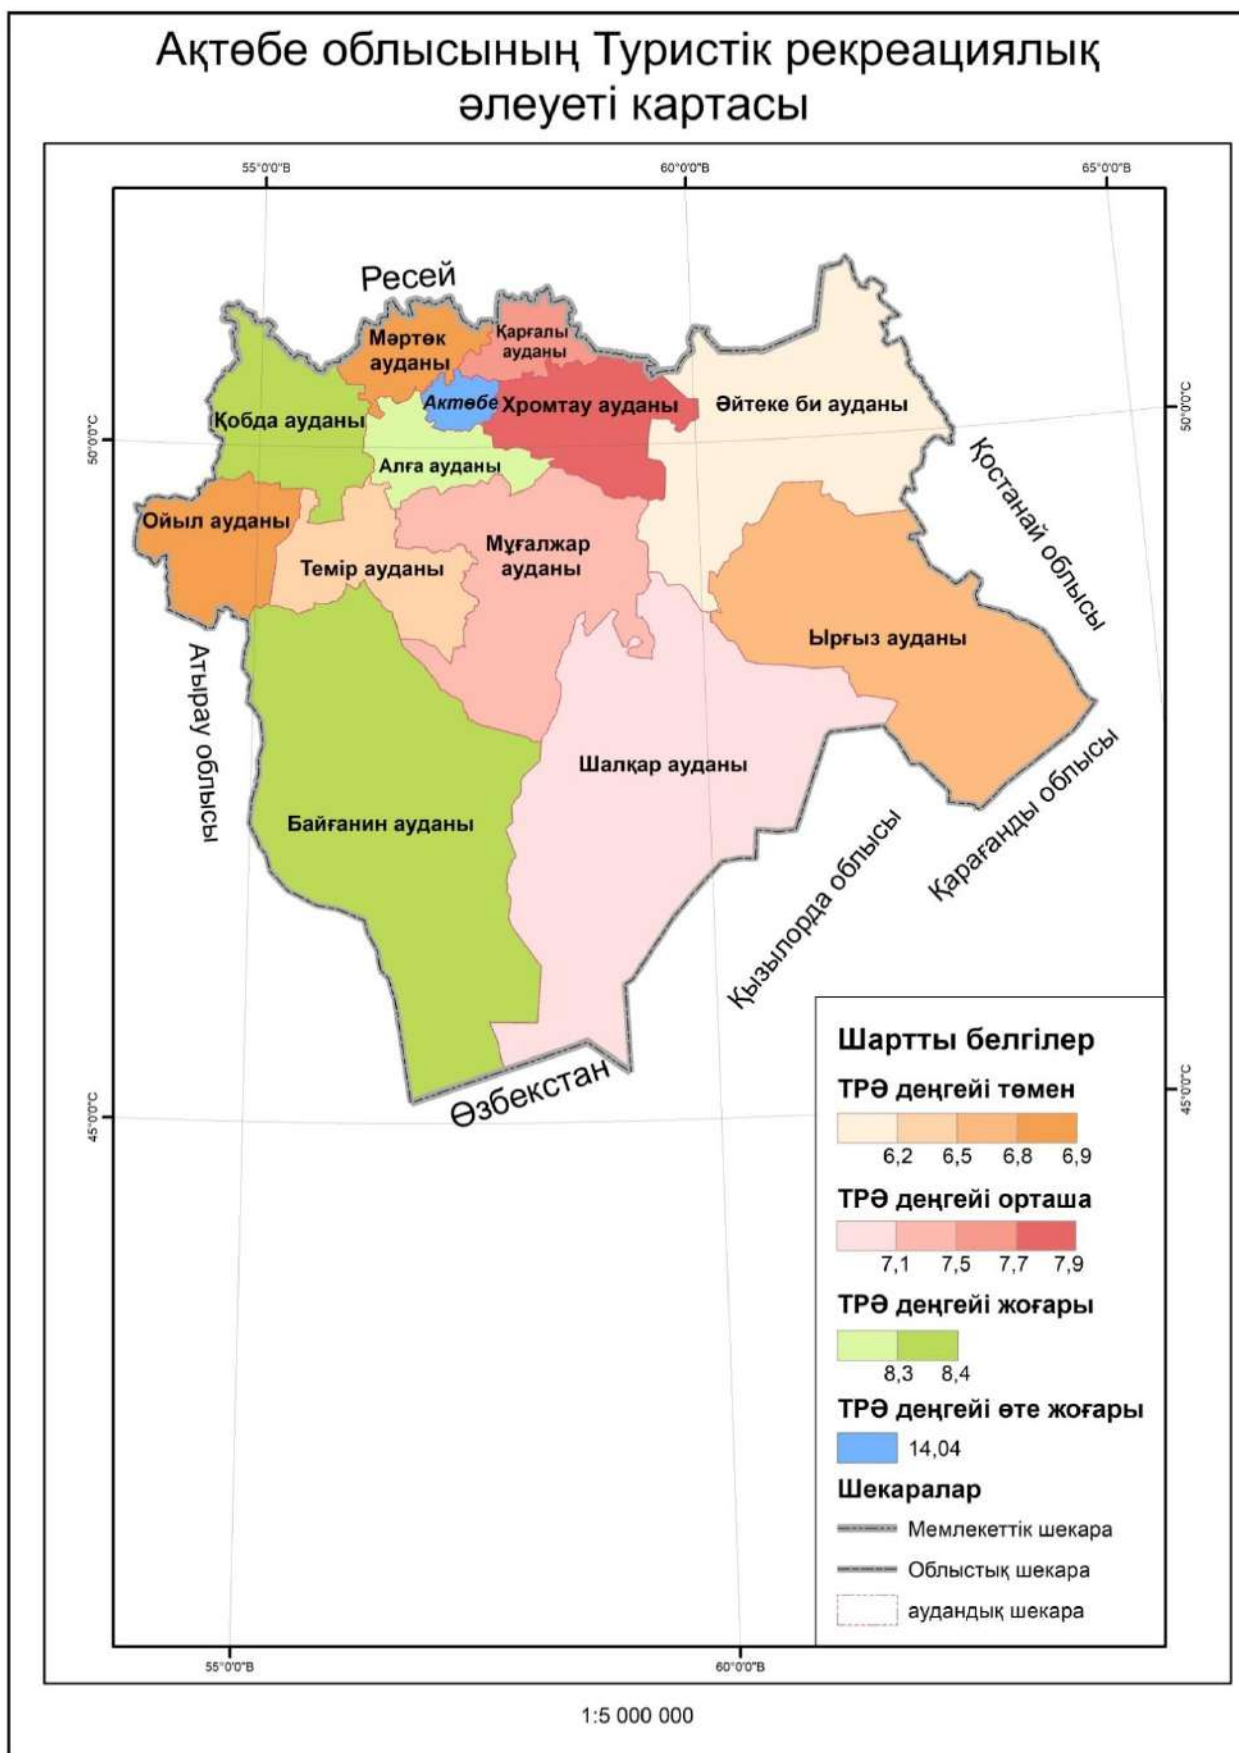 Ақтөбе облысының Туристік рекреациялық
әлеуеті картасы
55°0'0"В
60°0'0"В
65°0'0"В
Ресей
Мәртөк
ауданы
Қарғалы
ауданы
Ақтөбе
Хромтау ауданы
Әйтеке би ауданы
Қобда ауданы
Алға ауданы
50°0'0"С
50°0'0"С
Қостанай облысы
Ойыл ауданы
Темір ауданы
Мұғалжар
ауданы
Ырғыз ауданы
Атырау облысы
Шалқар ауданы
Байғанин ауданы
Қарағанды облысы
Қызылорда облысы
Өзбекстан
45°0'0"С
45°0'0"С
Шартты белгілер
ТРӘ деңгейі төмен
6,2 6,5 6,8 6,9
ТРӘ деңгейі орташа
7,1 7,5 7,7 7,9
ТРӘ деңгейі жоғары
8,3 8,4
ТРӘ деңгейі өте жоғары
14,04
Шекаралар
Мемлекеттік шекара
Облыстық шекара
аудандық шекара
55°0'0"В
60°0'0"В
1:5 000 000